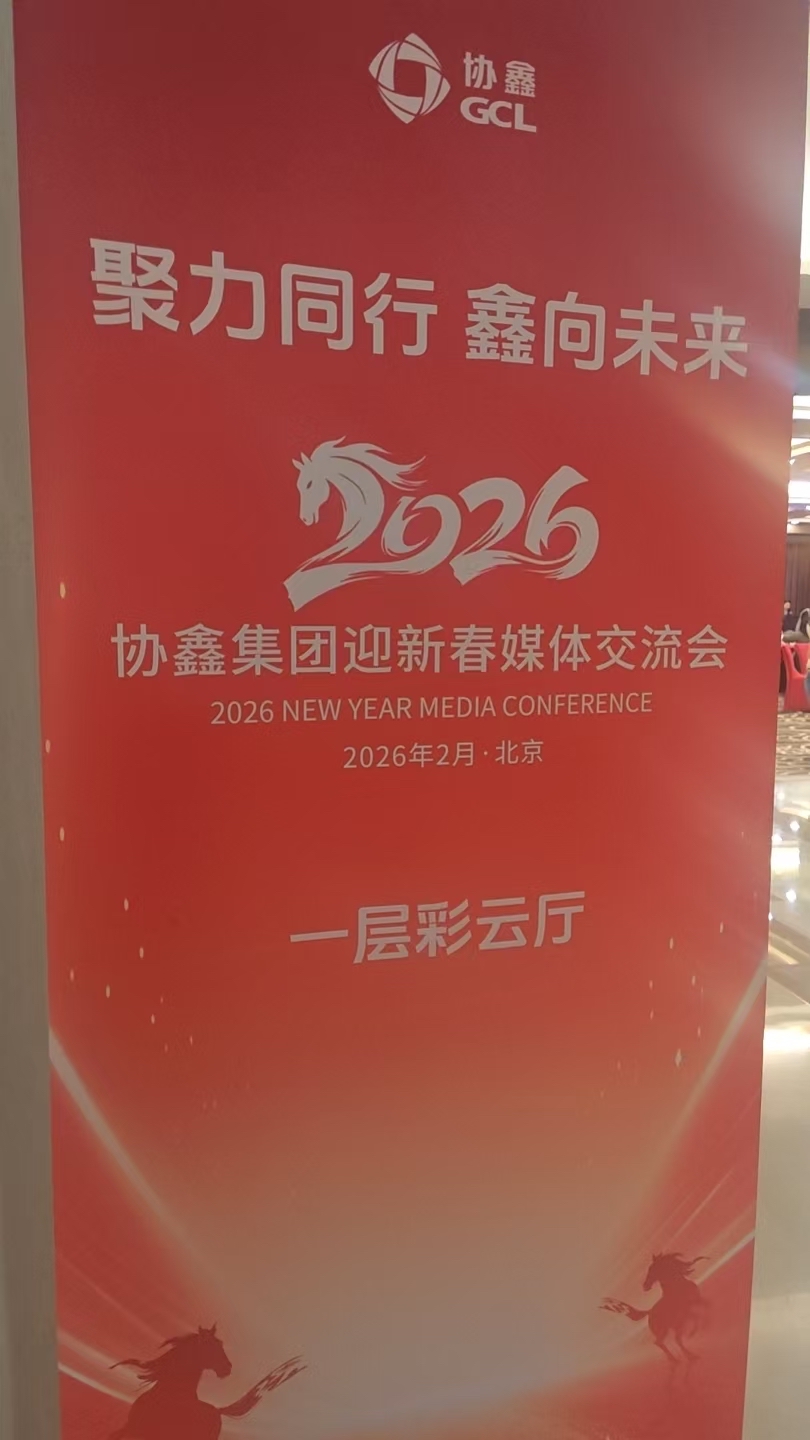 协鑫
GCL
聚力同行 鑫向未来
2026
协鑫集团迎新春媒体交流会
2026 NEW YEAR MEDIA CONFERENCE
2026年2月·北京
一层彩云厅